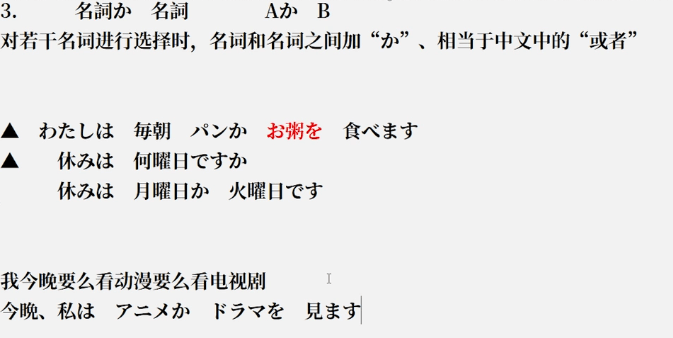 3.　　　名詞か　名詞　　　　Aか　B
对若干名词进行选择时，名词和名词之间加“か”、相当于中文中的“或者”
▲　わたしは　毎朝　パンか　お粥を　食べます
▲　　休みは　何曜日ですか
　　　休みは　月曜日か　火曜日です
我今晚要么看动漫要么看电视剧
今晩、私は　アニメか　ドラマを　見ます